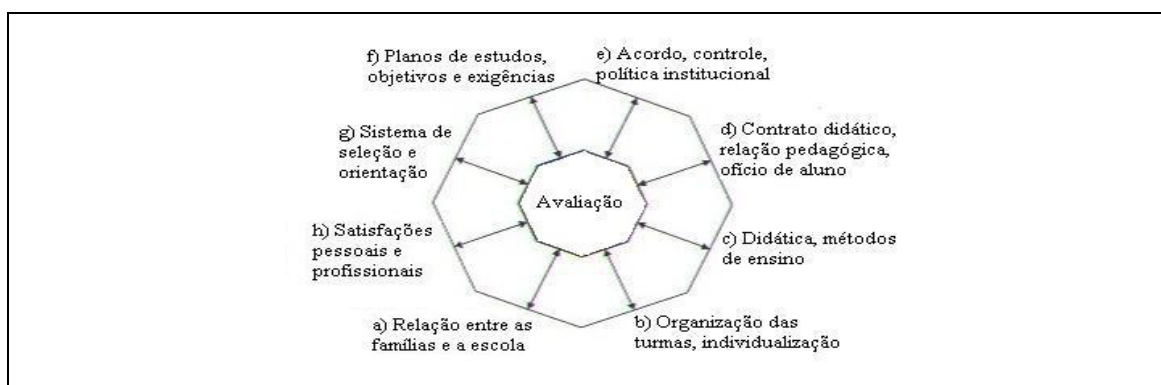 f) Planos de estudos,
objetivos e exigências
e) Acordo, controle,
política institucional
g) Sistema de
seleção e
orientação
d) Contrato didático,
relação pedagógica,
ofício de aluno
Avaliação
h) Satisfações
pessoais e
profissionais
c) Didática, métodos
de ensino
a) Relação entre as
famílias e a escola
b) Organização das
turmas, individualização